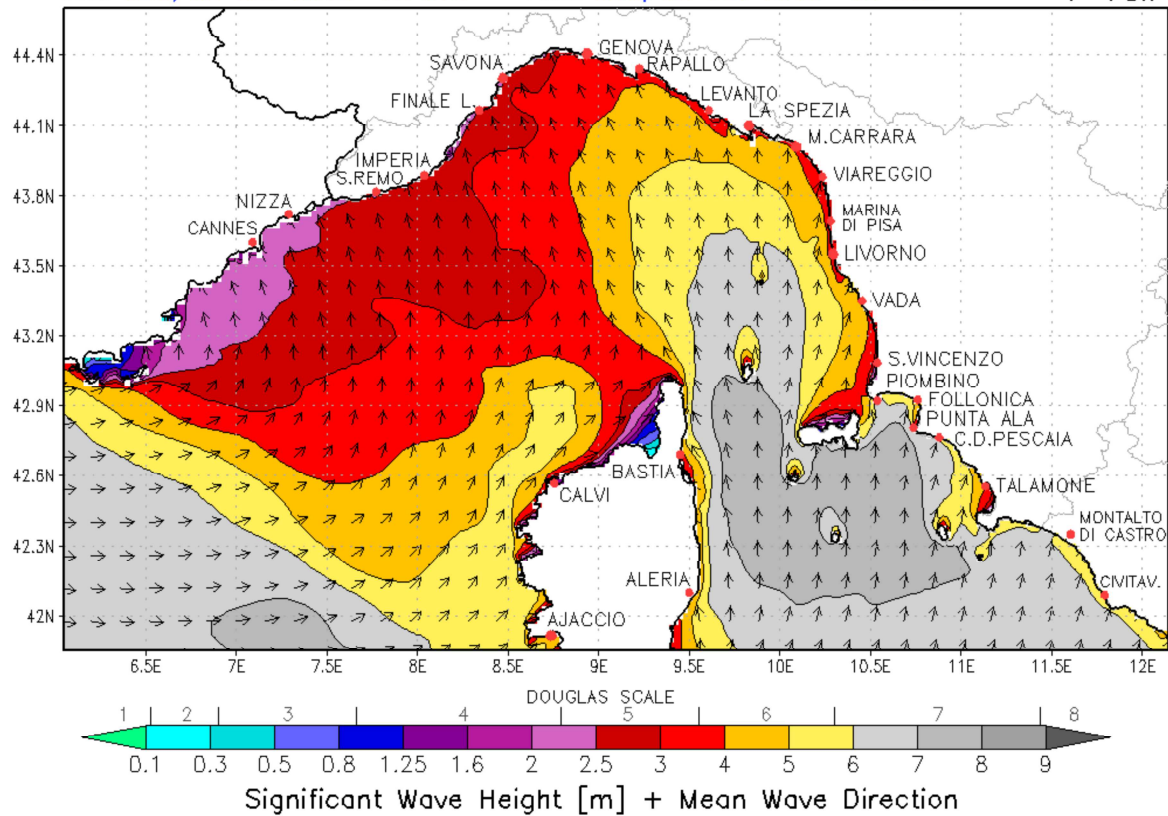 44.4N
44.1N
43.8N
43.5N
43.2N
42.9N
42.6N
42.3N
42N
GENOVA
SAVONA
RAPALLO
FINALE L.
LEVANTO
LA SPEZIA
M.CARRARA
IMPERIA
S.REMO
VIAREGGIO
NIZZA
MARINA
DI PISA
CANNES
LIVORNO
VADA
S.VINCENZO
PIOMBINO
FOLLONICA
PUNTA ALA
C.D.PESCAIA
BASTIA
CALVI
TALAMONE
MONTALTO
DI CASTRO
ALERIA
CIVITAV.
AJACCIO
6.5E 7E 7.5E 8E 8.5E 9E 9.5E 10E 10.5E 11E 11.5E 12E
DOUGLAS SCALE
1 2 3 4 5 6 7 8
0.1 0.3 0.5 0.8 1.25 1.6 2 2.5 3 4 5 6 7 8 9
Significant Wave Height [m] + Mean Wave Direction